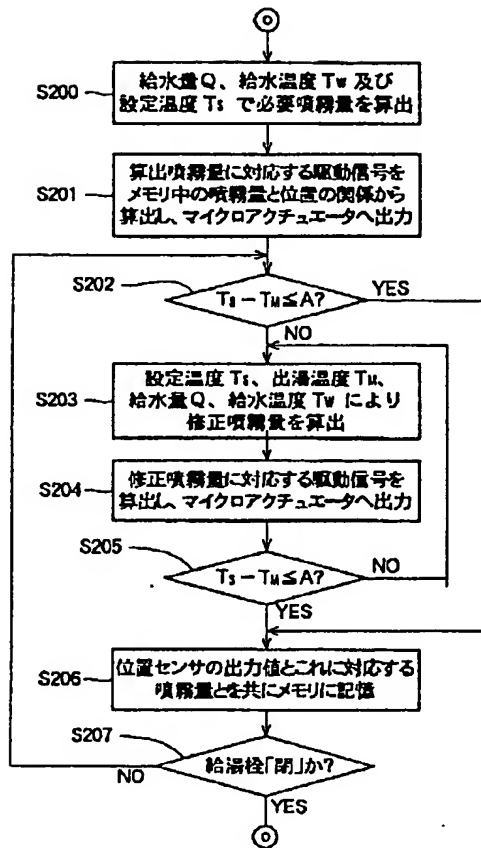 S200
給水量Q、給水温度Tw及び
設定温度Tsで必要噴霧量を算出
S201
算出噴霧量に対応する駆動信号を
メモリ中の噴霧量と位置の関係から
算出し、マイクロアクチュエータへ出力
S202
Ts−TM≤A?
YES
NO
S203
設定温度Ts、出湯温度TM、
給水量Q、給水温度Twにより
修正噴霧量を算出
S204
修正噴霧量に対応する駆動信号を
算出し、マイクロアクチュエータへ出力
S205
Ts−TM≤A?
NO
YES
S206
位置センサの出力値とこれに対応する
噴霧量とを共にメモリに記憶
S207
給湯栓「閉」か?
NO
YES